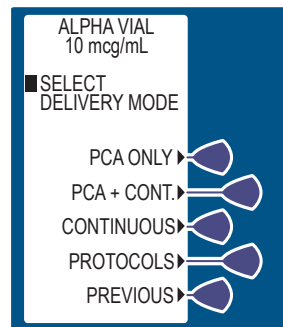 ALPHA VIAL
10 mcg/mL
SELECT
DELIVERY MODE
PCA ONLY
PCA + CONT.
CONTINUOUS
PROTOCOLS
PREVIOUS